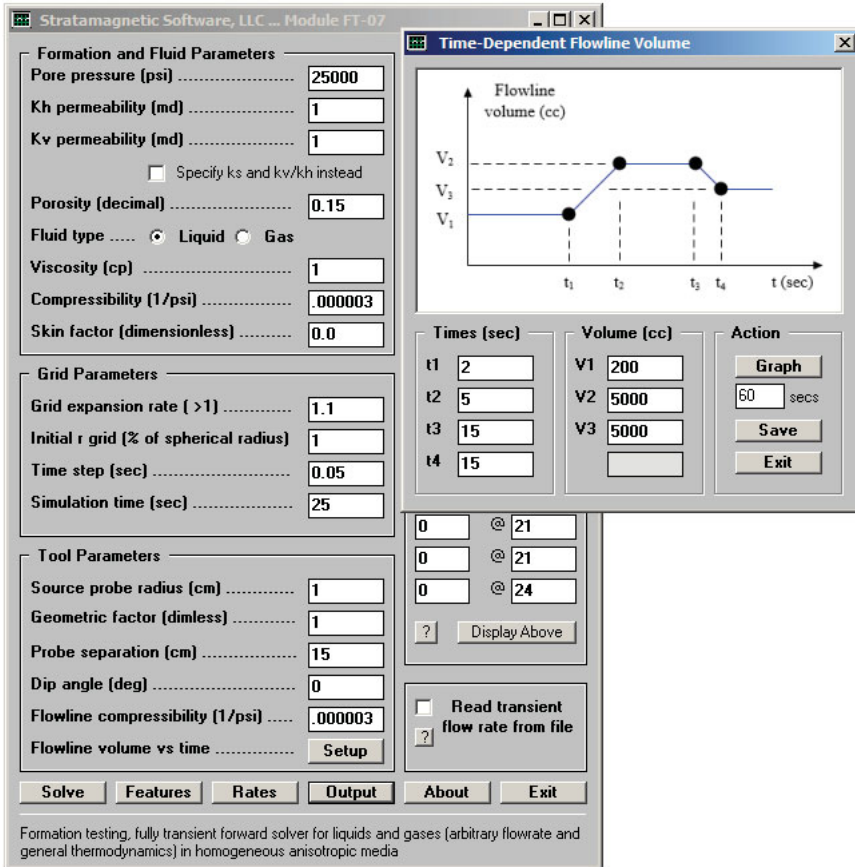 Stratamagnetic Software, LLC ... Module FT-07
Formation and Fluid Parameters
Pore pressure (psi) ..................... 25000
Kh permeability (md) ................... 1
Kv permeability (md) ................... 1
Specify ks and kv/kh instead
Porosity (decimal) ...................... 0.15
Fluid type ..... Liquid Gas
Viscosity (cp) ........................... 1
Compressibility (1/psi) ................ .000003
Skin factor (dimensionless) .......... 0.0
Grid Parameters
Grid expansion rate ( >1) ............. 1.1
Initial r grid (% of spherical radius) 1
Time step (sec) ......................... 0.05
Simulation time (sec) .................. 25
Tool Parameters
Source probe radius (cm) ............. 1
Geometric factor (dimless) ........... 1
Probe separation (cm) ................. 15
Dip angle (deg) ......................... 0
Flowline compressibility (1/psi) ..... .000003
Flowline volume vs time .............. Setup
Time-Dependent Flowline Volume
Flowline
volume (cc)
V2
V3
V1
t1 t2 t3 t4 t (sec)
Times (sec)
t1 2
t2 5
t3 15
t4 15
Volume (cc)
V1 200
V2 5000
V3 5000
Action
Graph
60 secs
Save
Exit
0 @ 21
0 @ 21
0 @ 24
? Display Above
Read transient
flow rate from file
?
Solve Features Rates Output About Exit
Formation testing, fully transient forward solver for liquids and gases (arbitrary flowrate and
general thermodynamics) in homogeneous anisotropic media